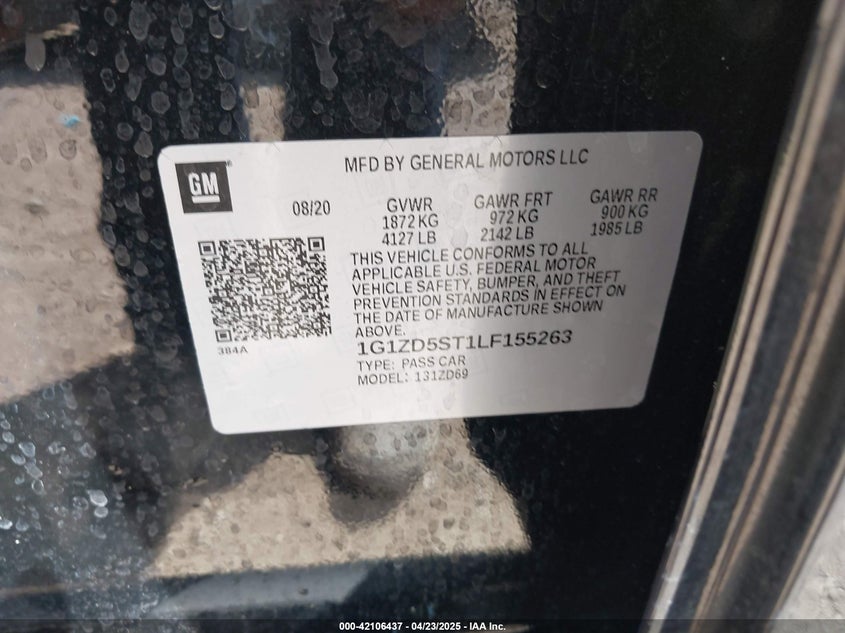 GM
MFD BY GENERAL MOTORS LLC
08/20
GVWR
1872 KG
4127 LB
GAWR FRT
972 KG
2142 LB
GAWR RR
900 KG
1985 LB
THIS VEHICLE CONFORMS TO ALL
APPLICABLE U.S. FEDERAL MOTOR
VEHICLE SAFETY, BUMPER, AND THEFT
PREVENTION STANDARDS IN EFFECT ON
THE DATE OF MANUFACTURE SHOWN
ABOVE.
384A
1G1ZD5ST1LF155263
TYPE: PASS CAR
MODEL: 131ZD69
000-42106437 - 04/23/2025 - IAA Inc.